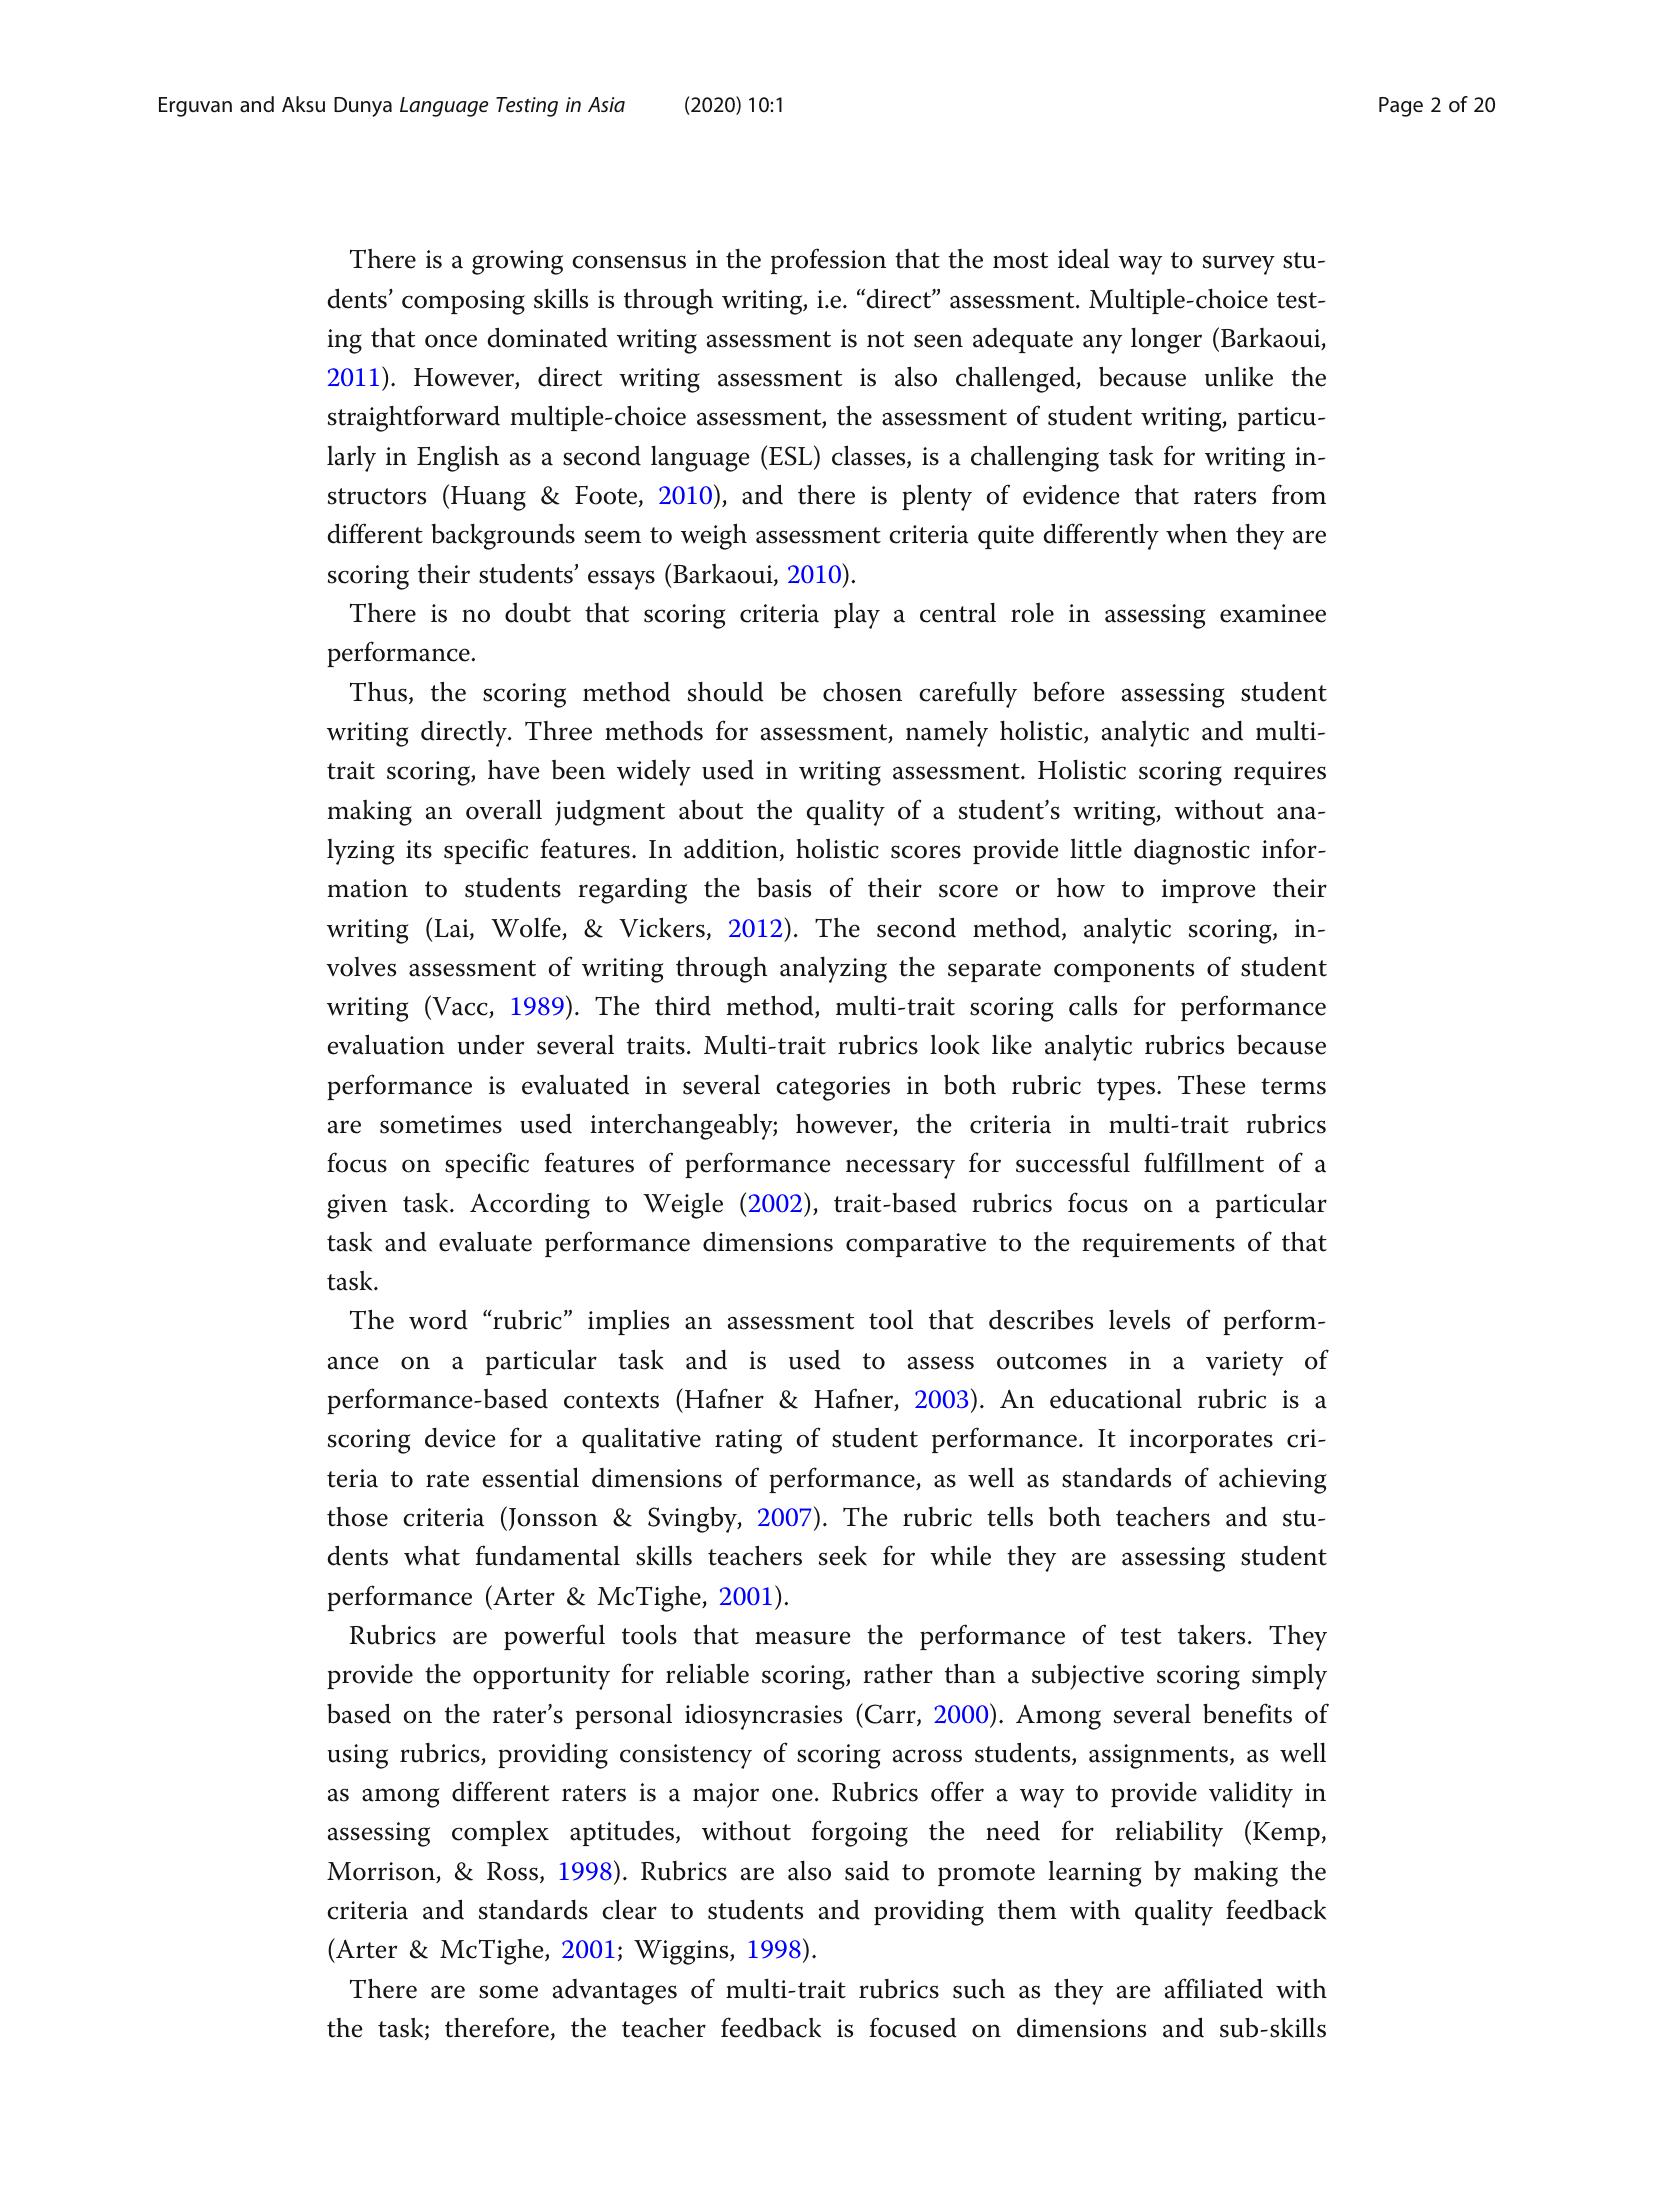 Erguvan and Aksu Dunya Language Testing in Asia (2020) 10:1 Page 2 of 20
There is a growing consensus in the profession that the most ideal way to survey stu-
dents’ composing skills is through writing, i.e. “direct” assessment. Multiple-choice test-
ing that once dominated writing assessment is not seen adequate any longer (Barkaoui,
2011). However, direct writing assessment is also challenged, because unlike the
straightforward multiple-choice assessment, the assessment of student writing, particu-
larly in English as a second language (ESL) classes, is a challenging task for writing in-
structors (Huang & Foote, 2010), and there is plenty of evidence that raters from
different backgrounds seem to weigh assessment criteria quite differently when they are
scoring their students’ essays (Barkaoui, 2010).
There is no doubt that scoring criteria play a central role in assessing examinee
performance.
Thus, the scoring method should be chosen carefully before assessing student
writing directly. Three methods for assessment, namely holistic, analytic and multi-
trait scoring, have been widely used in writing assessment. Holistic scoring requires
making an overall judgment about the quality of a student’s writing, without ana-
lyzing its specific features. In addition, holistic scores provide little diagnostic infor-
mation to students regarding the basis of their score or how to improve their
writing (Lai, Wolfe, & Vickers, 2012). The second method, analytic scoring, in-
volves assessment of writing through analyzing the separate components of student
writing (Vacc, 1989). The third method, multi-trait scoring calls for performance
evaluation under several traits. Multi-trait rubrics look like analytic rubrics because
performance is evaluated in several categories in both rubric types. These terms
are sometimes used interchangeably; however, the criteria in multi-trait rubrics
focus on specific features of performance necessary for successful fulfillment of a
given task. According to Weigle (2002), trait-based rubrics focus on a particular
task and evaluate performance dimensions comparative to the requirements of that
task.
The word “rubric” implies an assessment tool that describes levels of perform-
ance on a particular task and is used to assess outcomes in a variety of
performance-based contexts (Hafner & Hafner, 2003). An educational rubric is a
scoring device for a qualitative rating of student performance. It incorporates cri-
teria to rate essential dimensions of performance, as well as standards of achieving
those criteria (Jonsson & Svingby, 2007). The rubric tells both teachers and stu-
dents what fundamental skills teachers seek for while they are assessing student
performance (Arter & McTighe, 2001).
Rubrics are powerful tools that measure the performance of test takers. They
provide the opportunity for reliable scoring, rather than a subjective scoring simply
based on the rater’s personal idiosyncrasies (Carr, 2000). Among several benefits of
using rubrics, providing consistency of scoring across students, assignments, as well
as among different raters is a major one. Rubrics offer a way to provide validity in
assessing complex aptitudes, without forgoing the need for reliability (Kemp,
Morrison, & Ross, 1998). Rubrics are also said to promote learning by making the
criteria and standards clear to students and providing them with quality feedback
(Arter & McTighe, 2001; Wiggins, 1998).
There are some advantages of multi-trait rubrics such as they are affiliated with
the task; therefore, the teacher feedback is focused on dimensions and sub-skills